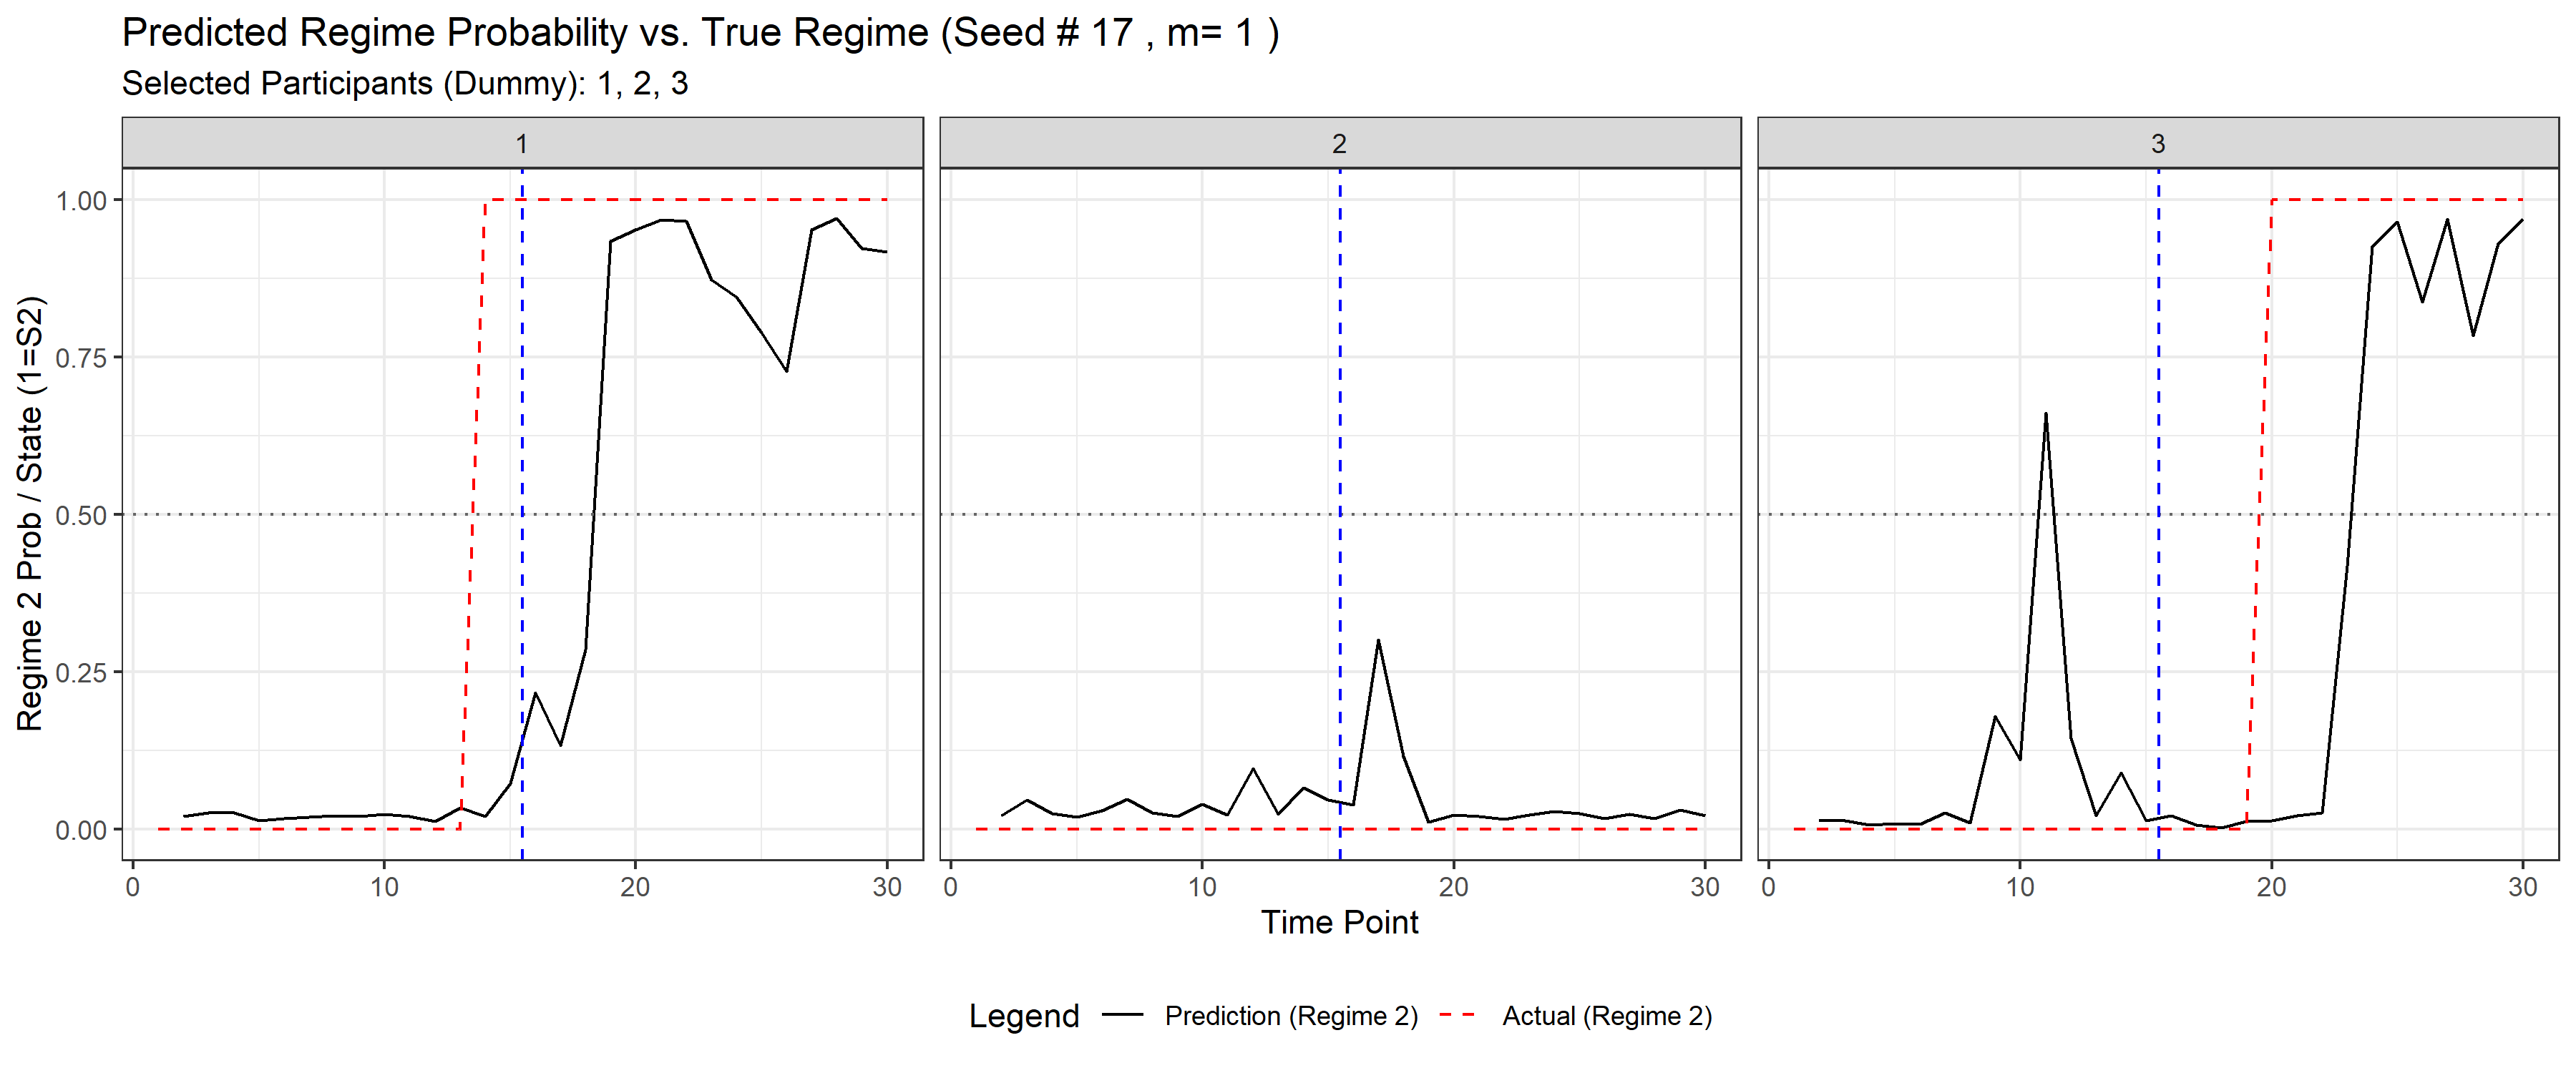 Predicted Regime Probability vs. True Regime (Seed # 17 , m= 1 )
Selected Participants (Dummy): 1, 2, 3
1
2
3
Regime 2 Prob / State (1=S2)
1.00
0.75
0.50
0.25
0.00
0 10 20 30
0 10 20 30
0 10 20 30
Time Point
Legend Prediction (Regime 2) Actual (Regime 2)